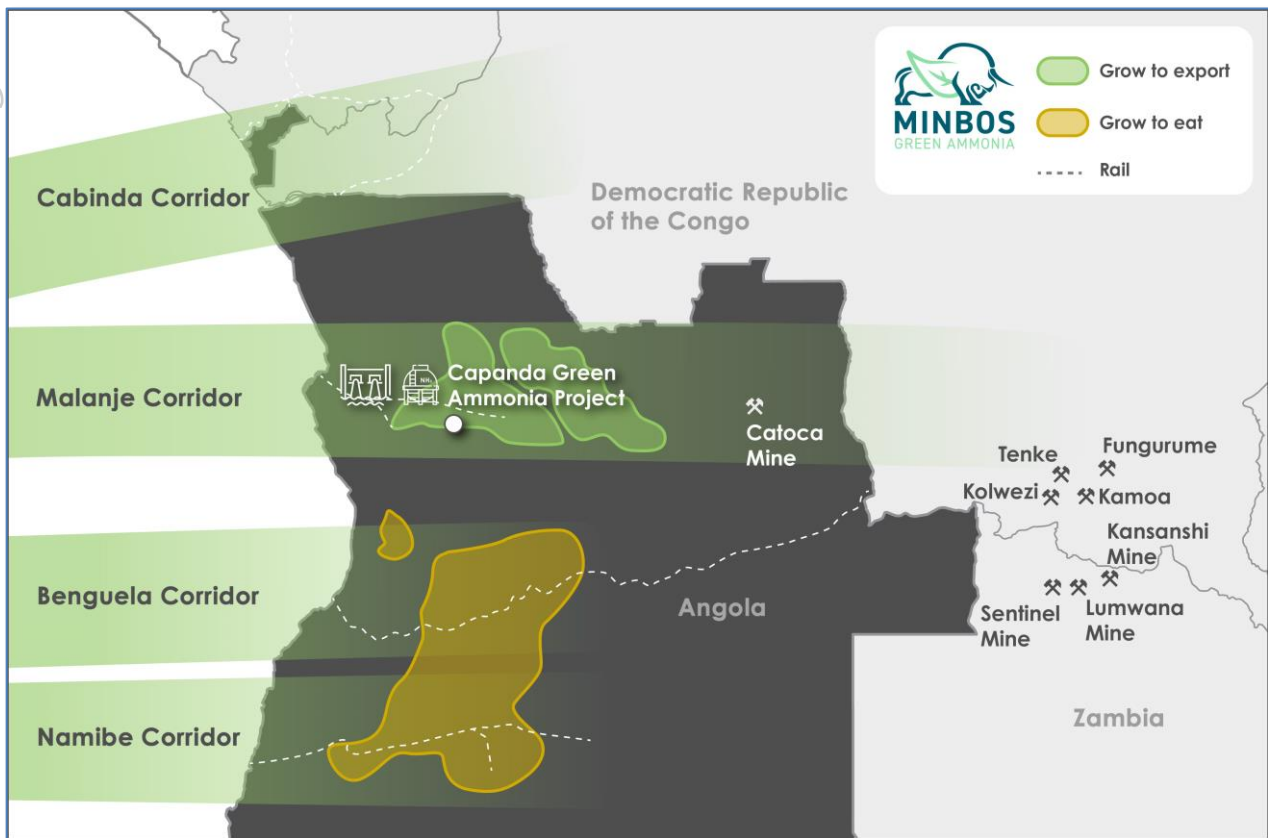 MINBOS
GREEN AMMONIA
Grow to export
Grow to eat
Rail
Cabinda Corridor
Democratic Republic
of the Congo
Malanje Corridor
NH₃
Capanda Green
Ammonia Project
Catoca
Mine
Tenke
Fungurume
Kolwezi
Kamoa
Kansanshi
Mine
Benguela Corridor
Angola
Sentinel
Mine
Lumwana
Mine
Namibe Corridor
Zambia